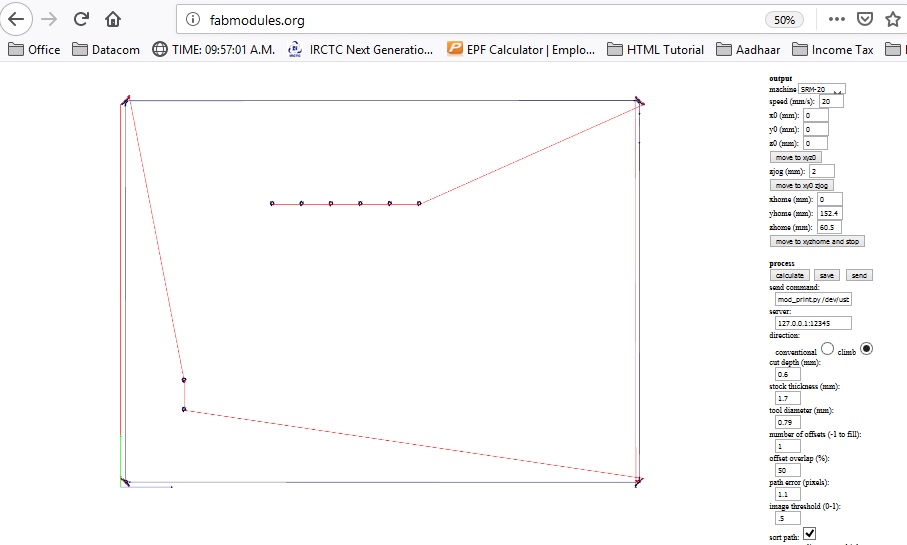 fabmodules.org
50%
Office Datacom TIME: 09:57:01 A.M. IRCTC Next Generatio... EPF Calculator | Emplo... HTML Tutorial Aadhaar Income Tax
output
machine SRM-20
speed (mm/s): 20
x0 (mm): 0
y0 (mm): 0
z0 (mm): 0
move to xyz0
zjog (mm): 2
move to xy0 zjog
xhome (mm): 0
yhome (mm): 152.4
zhome (mm): 60.5
move to xyzhome and stop
process
calculate save send
send command:
mod_print.py /dev/usb
server:
127.0.0.1:12345
direction:
conventional climb
cut depth (mm):
0.6
stock thickness (mm):
1.7
tool diameter (mm):
0.79
number of offsets (-1 to fill):
1
offset overlap (%):
50
path error (pixels):
1.1
image threshold (0-1):
.5
sort path: